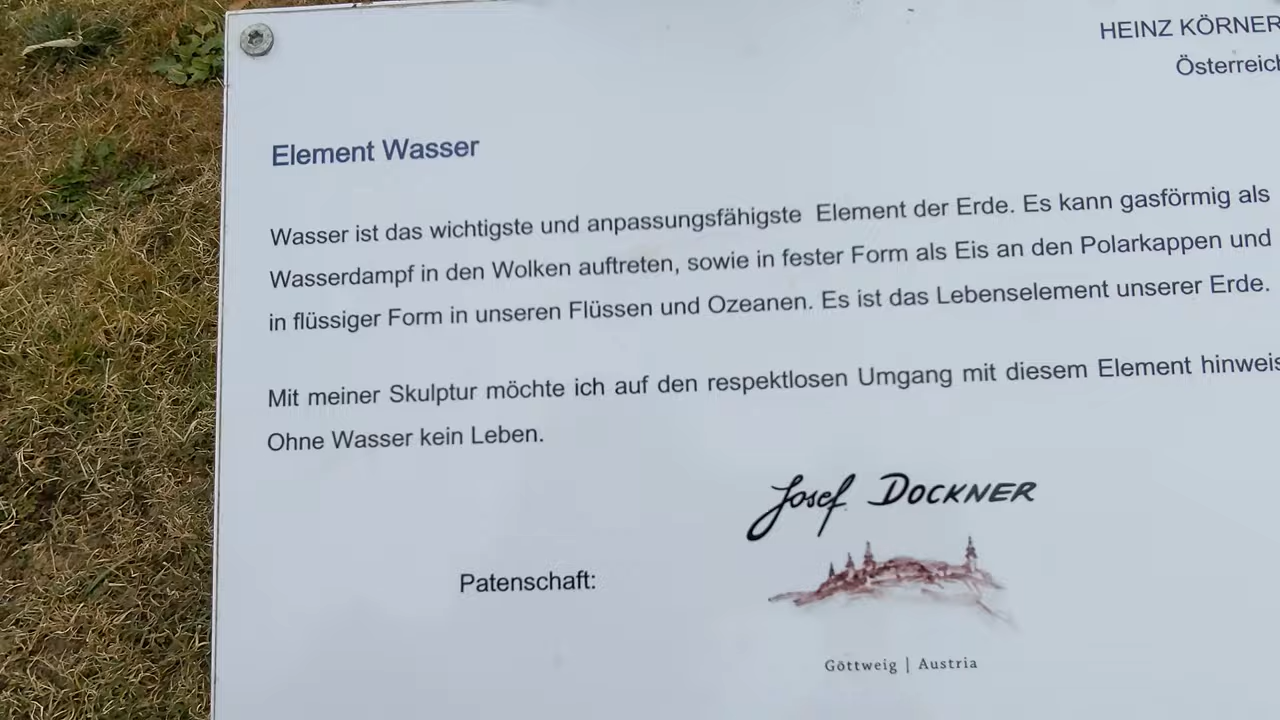 HEINZ KÖRNER
Österreich
Element Wasser
Wasser ist das wichtigste und anpassungsfähigste Element der Erde. Es kann gasförmig als
Wasserdampf in den Wolken auftreten, sowie in fester Form als Eis an den Polarkappen und
in flüssiger Form in unseren Flüssen und Ozeanen. Es ist das Lebenselement unserer Erde.
Mit meiner Skulptur möchte ich auf den respektlosen Umgang mit diesem Element hinweis
Ohne Wasser kein Leben.
Josef DOCKNER
Patenschaft:
Göttweig | Austria